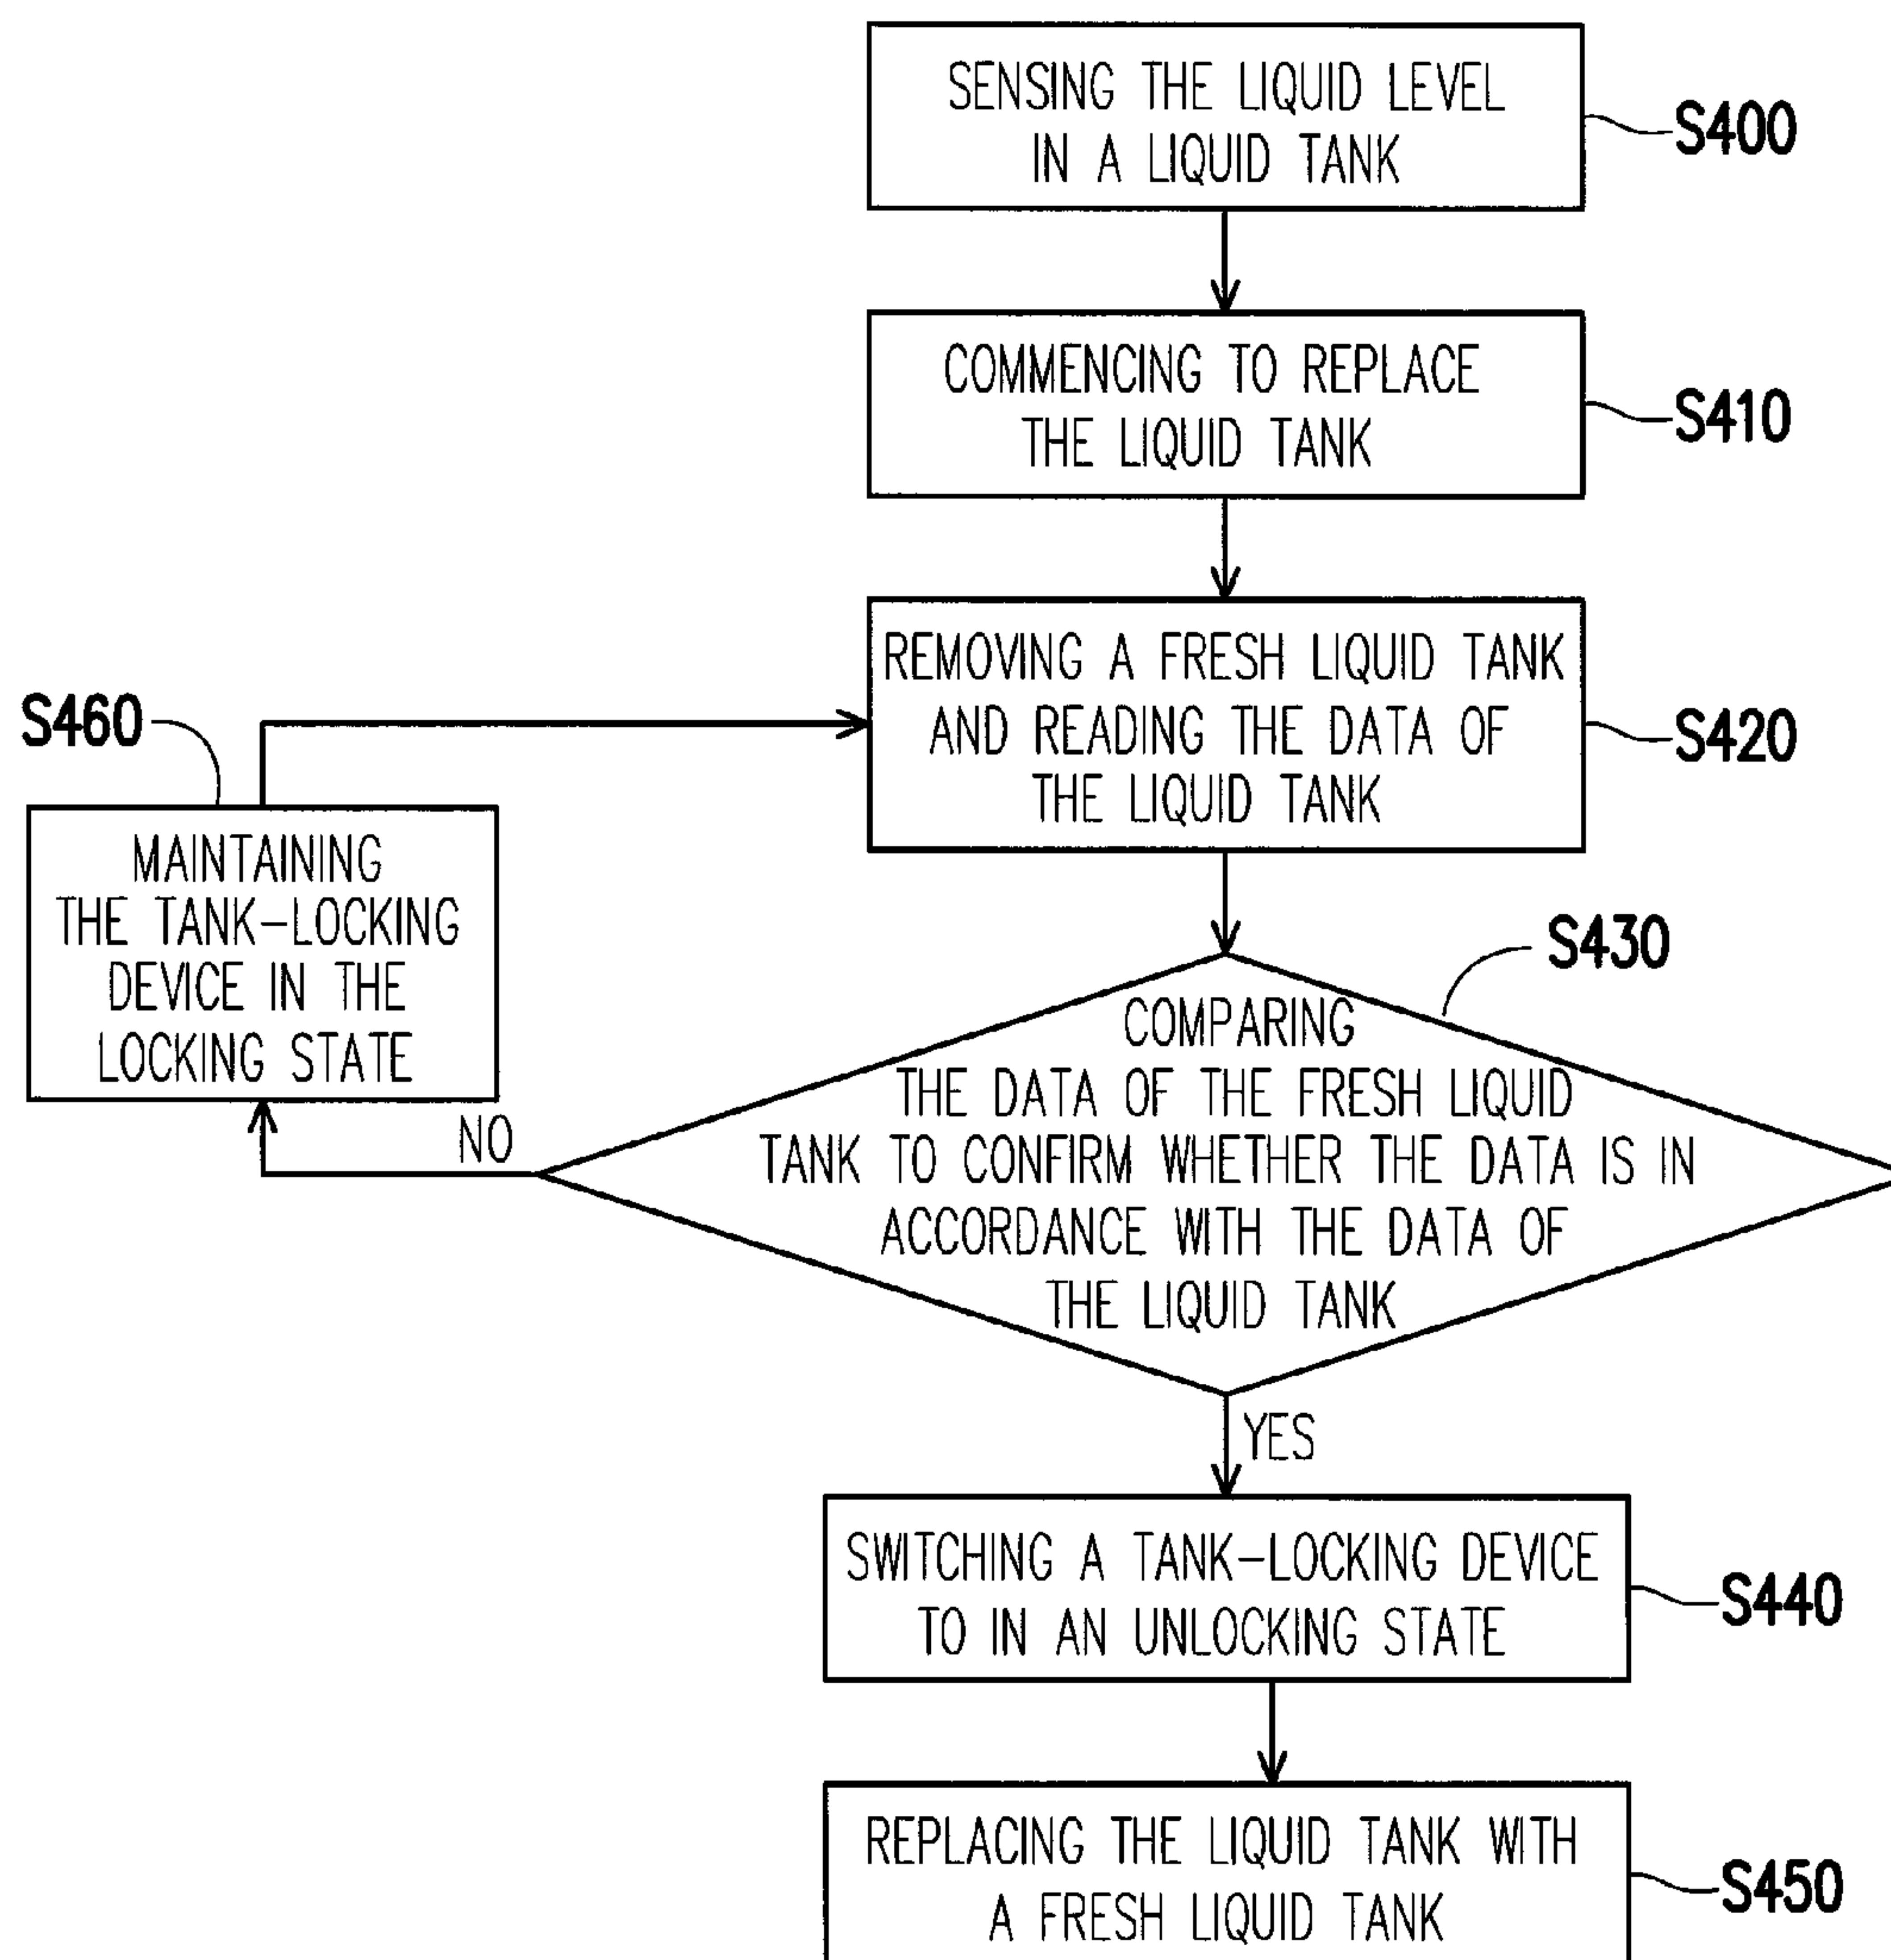 SENSING THE LIQUID LEVEL
IN A LIQUID TANK
S400
COMMENCING TO REPLACE
THE LIQUID TANK
S410
REMOVING A FRESH LIQUID TANK
AND READING THE DATA OF
THE LIQUID TANK
S420
S460
MAINTAINING
THE TANK-LOCKING
DEVICE IN THE
LOCKING STATE
S430
COMPARING
THE DATA OF THE FRESH LIQUID
TANK TO CONFIRM WHETHER THE DATA IS IN
ACCORDANCE WITH THE DATA OF
THE LIQUID TANK
NO
YES
SWITCHING A TANK-LOCKING DEVICE
TO IN AN UNLOCKING STATE
S440
REPLACING THE LIQUID TANK WITH
A FRESH LIQUID TANK
S450